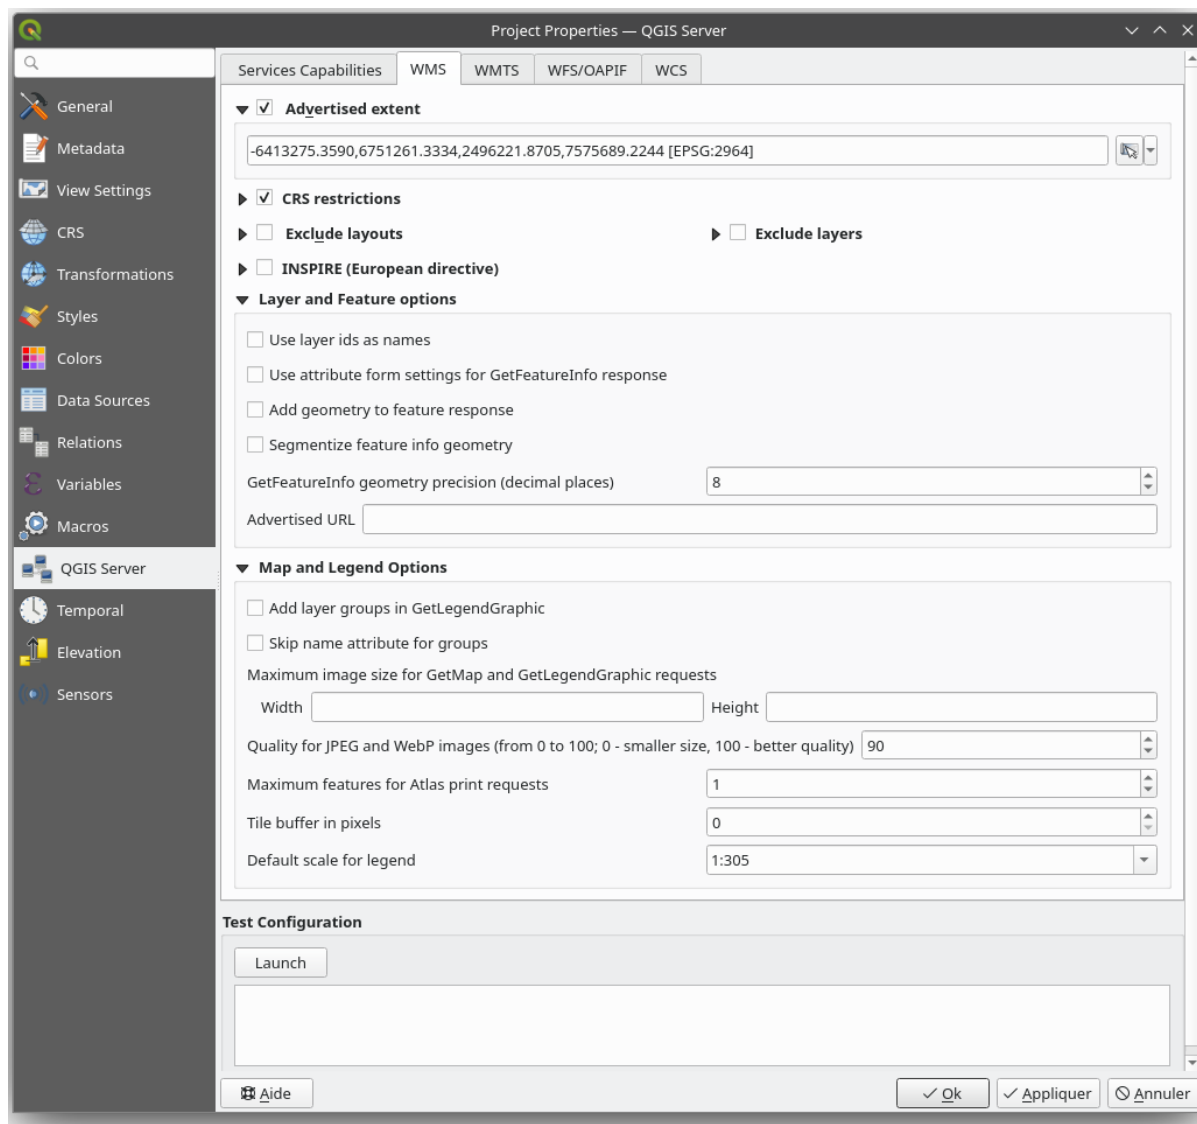 Project Properties — QGIS Server
General
Metadata
View Settings
CRS
Transformations
Styles
Colors
Data Sources
Relations
Variables
Macros
QGIS Server
Temporal
Elevation
Sensors
Services Capabilities WMS WMTS WFS/OAPIF WCS
Advertised extent
-6413275.3590,6751261.3334,2496221.8705,7575689.2244 [EPSG:2964]
CRS restrictions
Exclude layouts Exclude layers
INSPIRE (European directive)
Layer and Feature options
Use layer ids as names
Use attribute form settings for GetFeatureInfo response
Add geometry to feature response
Segmentize feature info geometry
GetFeatureInfo geometry precision (decimal places) 8
Advertised URL
Map and Legend Options
Add layer groups in GetLegendGraphic
Skip name attribute for groups
Maximum image size for GetMap and GetLegendGraphic requests
Width Height
Quality for JPEG and WebP images (from 0 to 100; 0 - smaller size, 100 - better quality) 90
Maximum features for Atlas print requests 1
Tile buffer in pixels 0
Default scale for legend 1:305
Test Configuration
Launch
Aide Ok Appliquer Annuler